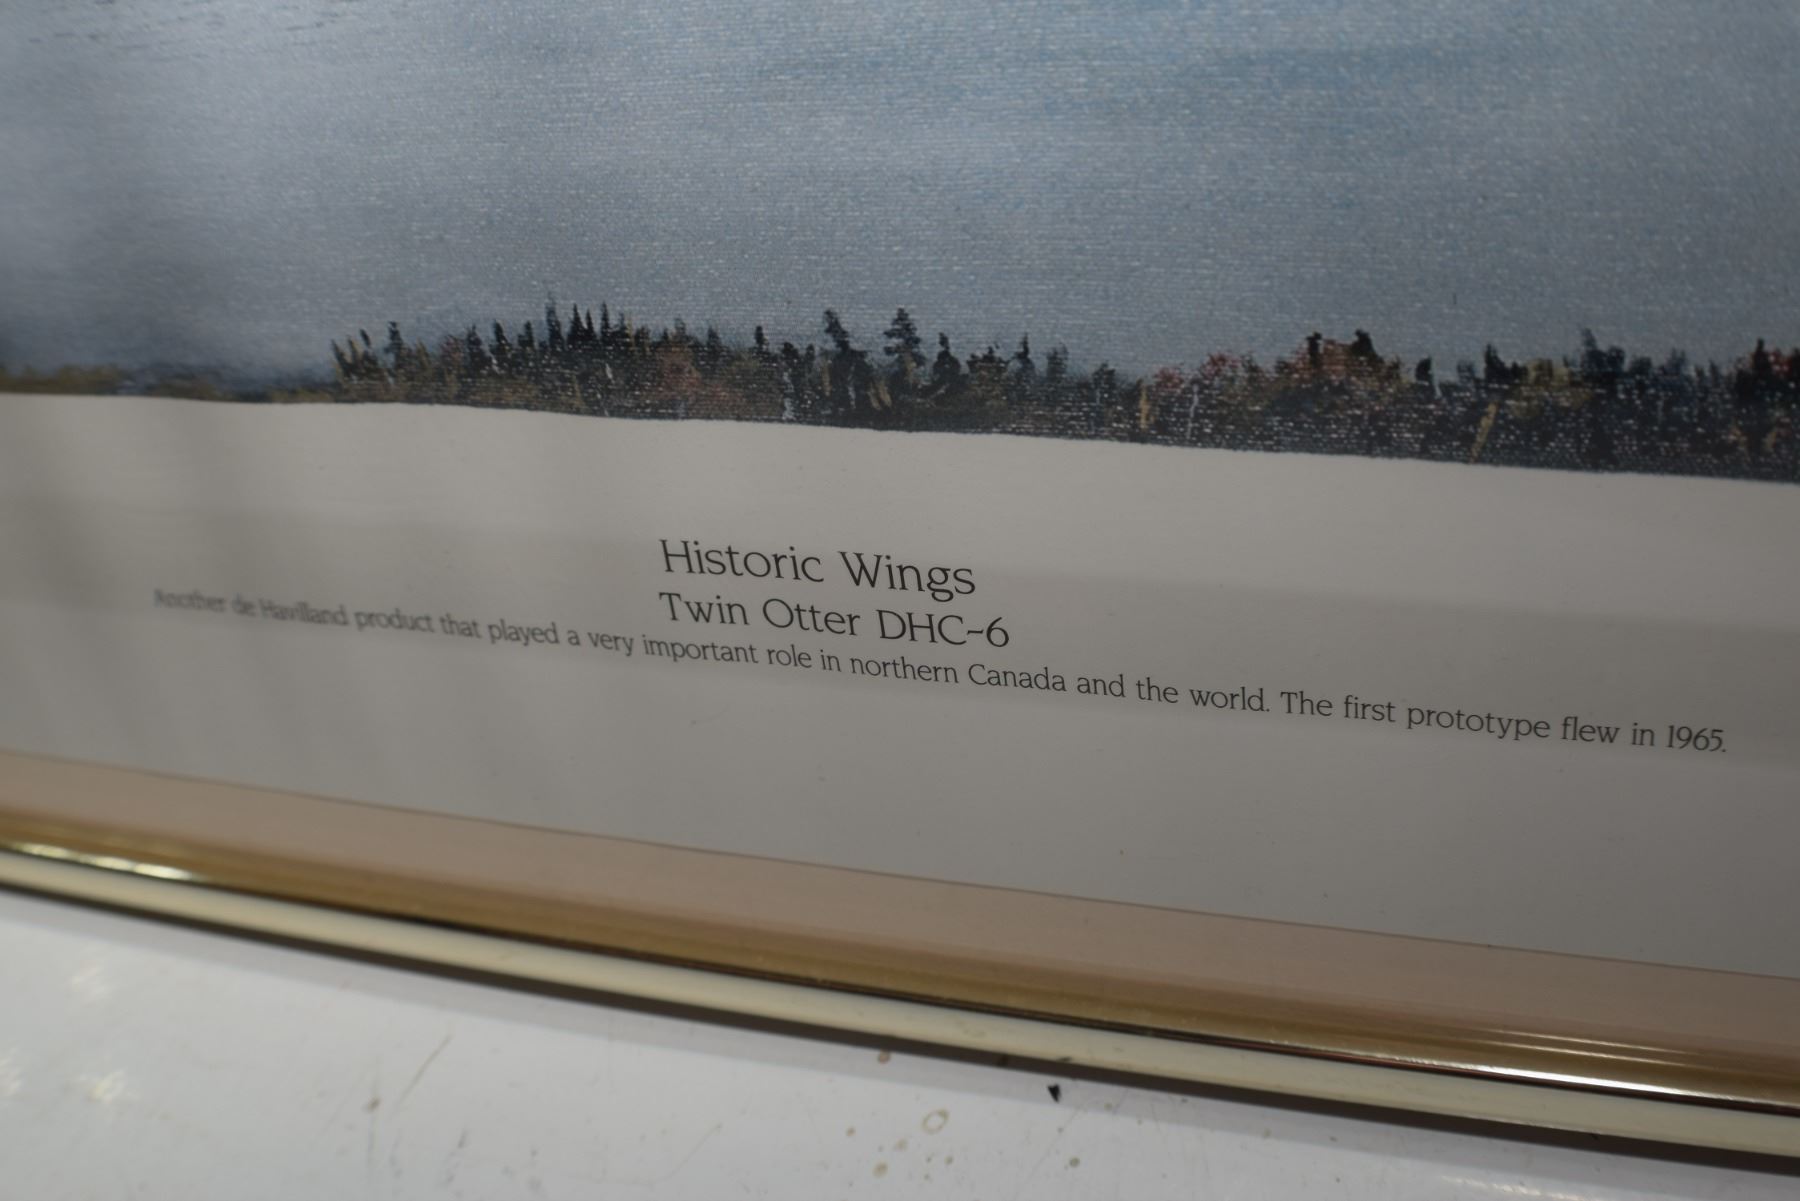 Historic Wings
Twin Otter DHC-6
Another de Havilland product that played a very important role in northern Canada and the world. The first prototype flew in 1965.